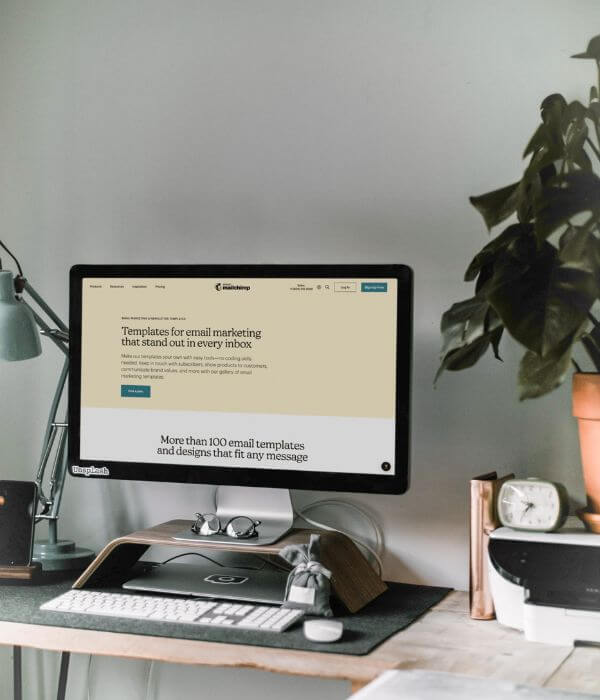 Products Resources Inspiration Pricing
mailchimp
Sales:
Log In
Sign Up Free
EMAIL MARKETING & NEWSLETTER TEMPLATES
Templates for email marketing
that stand out in every inbox
Make our templates your own with easy tools—no coding skills
needed. Keep in touch with subscribers, show products to customers,
communicate brand values, and more with our gallery of email
marketing templates.
More than 100 email templates
and designs that fit any message
Unsplash